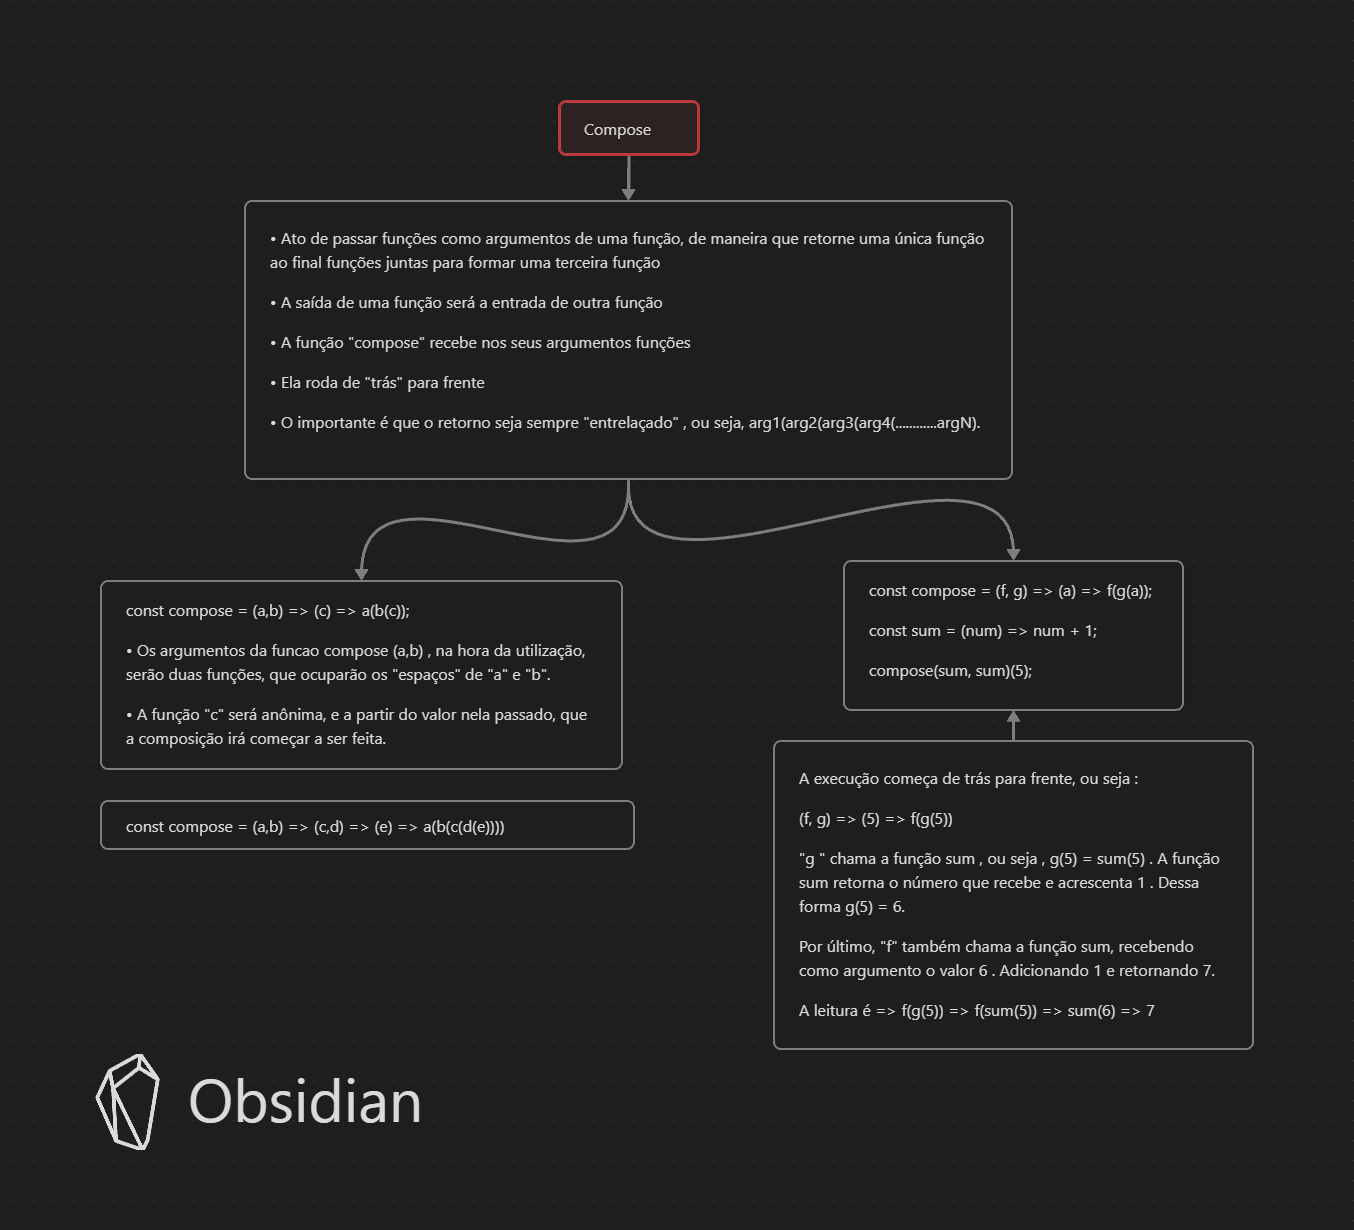 Compose
• Ato de passar funções como argumentos de uma função, de maneira que retorne uma única função
ao final funções juntas para formar uma terceira função
• A saída de uma função será a entrada de outra função
• A função "compose" recebe nos seus argumentos funções
• Ela roda de "trás" para frente
• O importante é que o retorno seja sempre "entrelaçado" , ou seja, arg1(arg2(arg3(arg4(............argN).
const compose = (a,b) => (c) => a(b(c));
• Os argumentos da funcao compose (a,b) , na hora da utilização,
serão duas funções, que ocuparão os "espaços" de "a" e "b".
• A função "c" será anônima, e a partir do valor nela passado, que
a composição irá começar a ser feita.
const compose = (a,b) => (c,d) => (e) => a(b(c(d(e))))
const compose = (f, g) => (a) => f(g(a));
const sum = (num) => num + 1;
compose(sum, sum)(5);
A execução começa de trás para frente, ou seja :
(f, g) => (5) => f(g(5))
"g " chama a função sum , ou seja , g(5) = sum(5) . A função
sum retorna o número que recebe e acrescenta 1 . Dessa
forma g(5) = 6.
Por último, "f" também chama a função sum, recebendo
como argumento o valor 6 . Adicionando 1 e retornando 7.
A leitura é => f(g(5)) => f(sum(5)) => sum(6) => 7
Obsidian